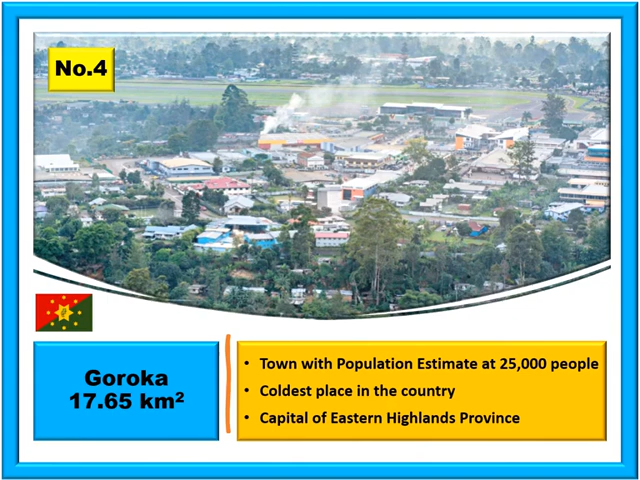 No.4
Goroka
17.65 km²
• Town with Population Estimate at 25,000 people
• Coldest place in the country
• Capital of Eastern Highlands Province